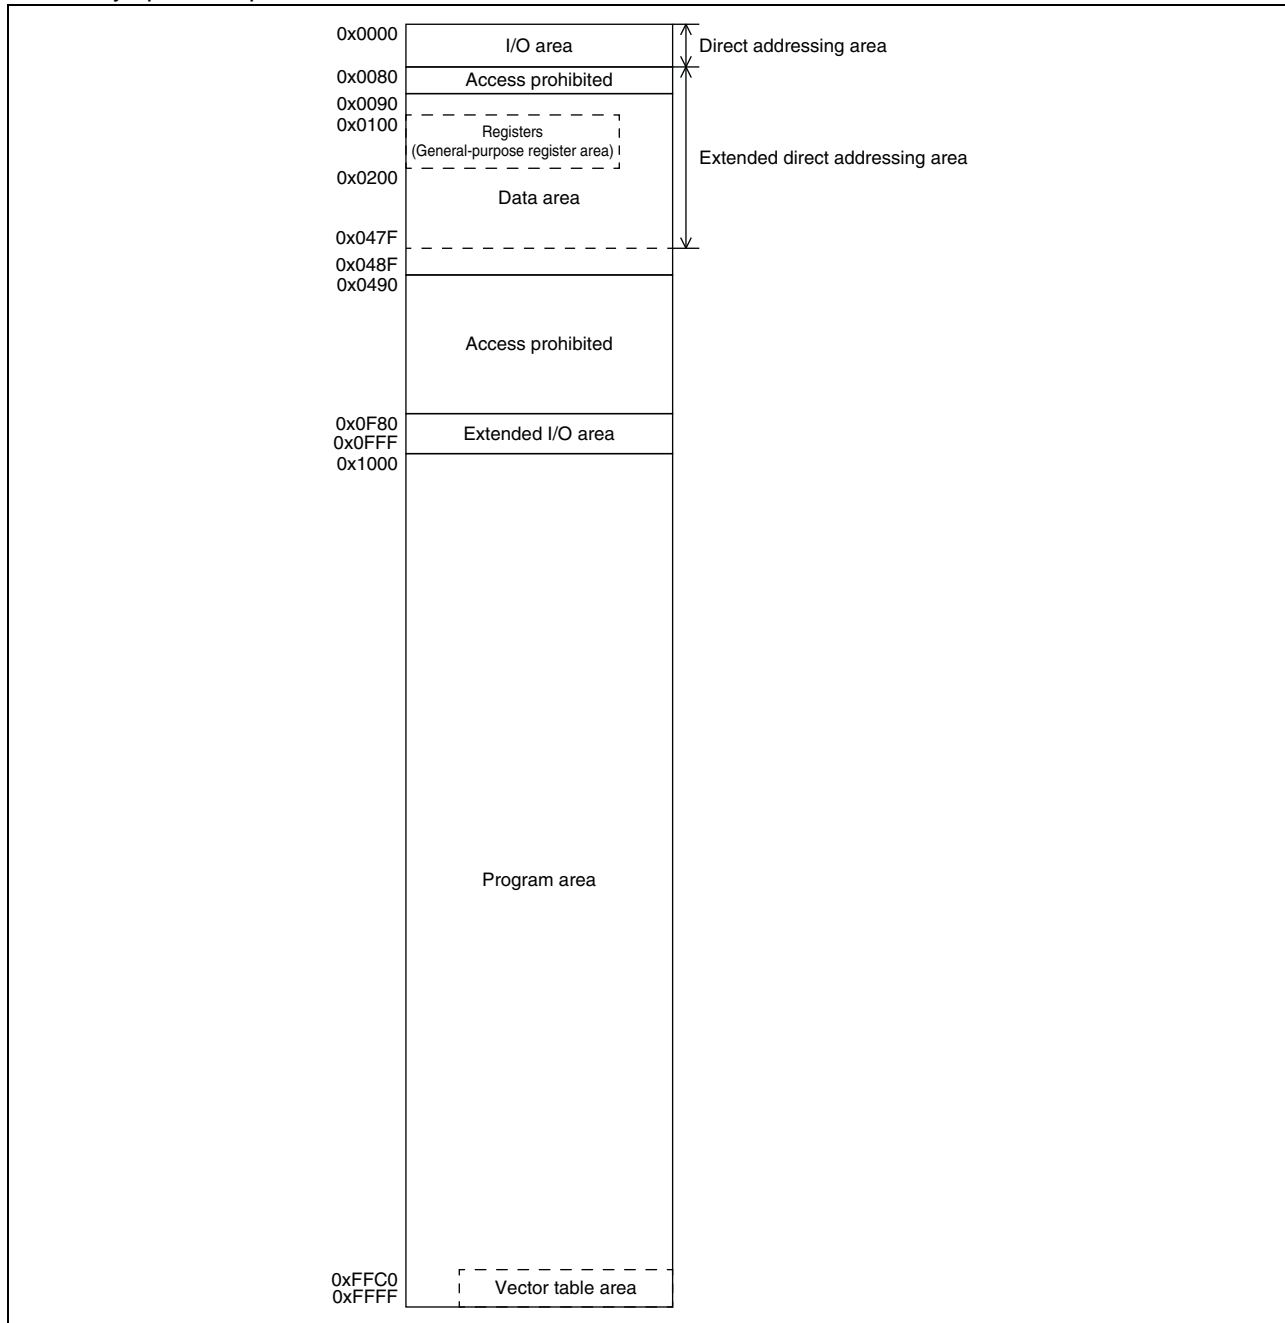 0x0000
I/O area
Direct addressing area
0x0080
Access prohibited
0x0090
0x0100
Registers
(General-purpose register area)
Extended direct addressing area
0x0200
Data area
0x047F
0x048F
0x0490
Access prohibited
0x0F80
Extended I/O area
0x0FFF
0x1000
Program area
0xFFC0
Vector table area
0xFFFF